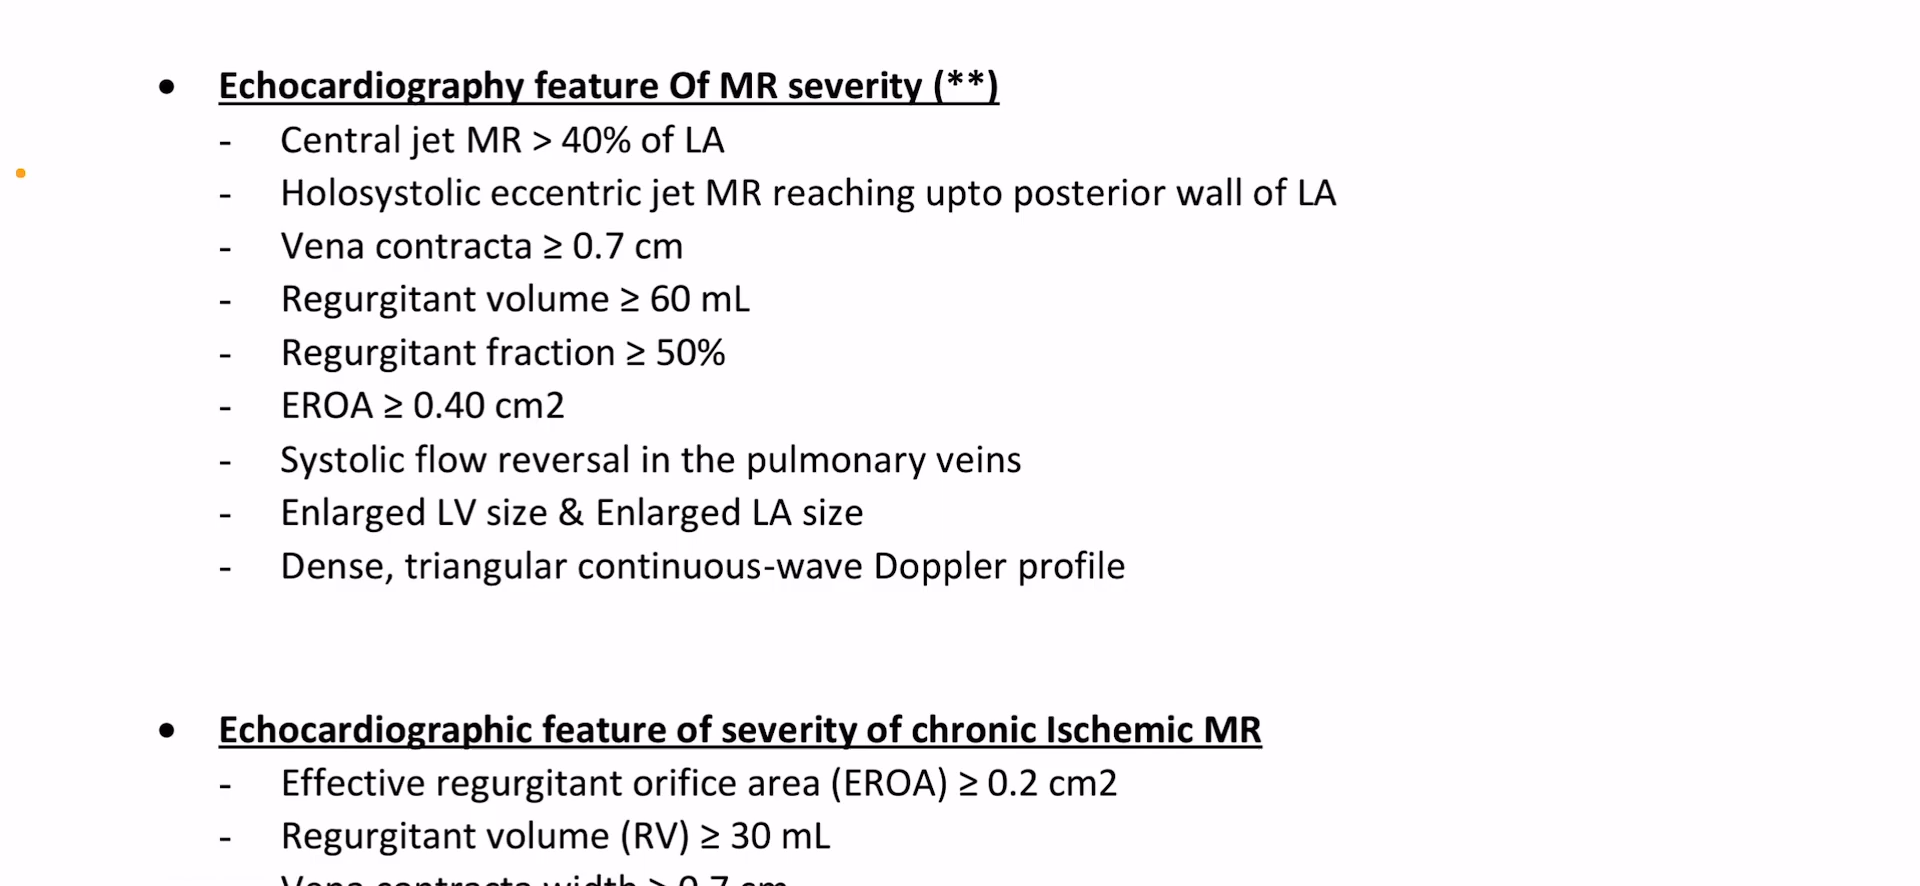 • Echocardiography feature Of MR severity (**)
- Central jet MR > 40% of LA
- Holosystolic eccentric jet MR reaching upto posterior wall of LA
- Vena contracta ≥ 0.7 cm
- Regurgitant volume ≥ 60 mL
- Regurgitant fraction ≥ 50%
- EROA ≥ 0.40 cm2
- Systolic flow reversal in the pulmonary veins
- Enlarged LV size & Enlarged LA size
- Dense, triangular continuous-wave Doppler profile
• Echocardiographic feature of severity of chronic Ischemic MR
- Effective regurgitant orifice area (EROA) ≥ 0.2 cm2
- Regurgitant volume (RV) ≥ 30 mL
Vena contracta width